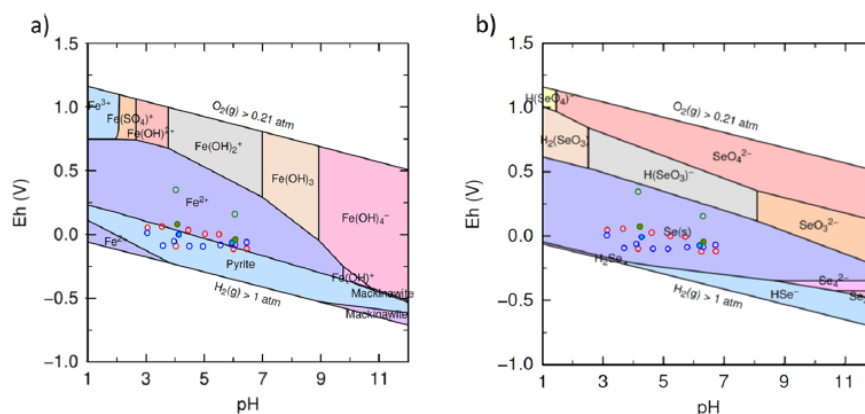 a)
1.5
1.0
0.5
0.0
−0.5
−1.0
Eh (V)
1 3 5 7 9 11
pH
O₂(g) > 0.21 atm
Fe³⁺
Fe(SO₄)⁺
Fe(OH)²⁺
Fe(OH)₂⁺
Fe(OH)₃
Fe(OH)₄⁻
Fe²⁺
Fe²⁺
Pyrite
Fe(OH)⁺
Mackinawite
Mackinawite
H₂(g) > 1 atm
b)
1.5
1.0
0.5
0.0
−0.5
−1.0
Eh (V)
1 3 5 7 9 11
pH
O₂(g) > 0.21 atm
H(SeO₄)⁻
H₂(SeO₃)
SeO₄²⁻
H(SeO₃)⁻
SeO₃²⁻
Se(s)
H₂Se
Se₄²⁻
HSe⁻
H₂(g) > 1 atm